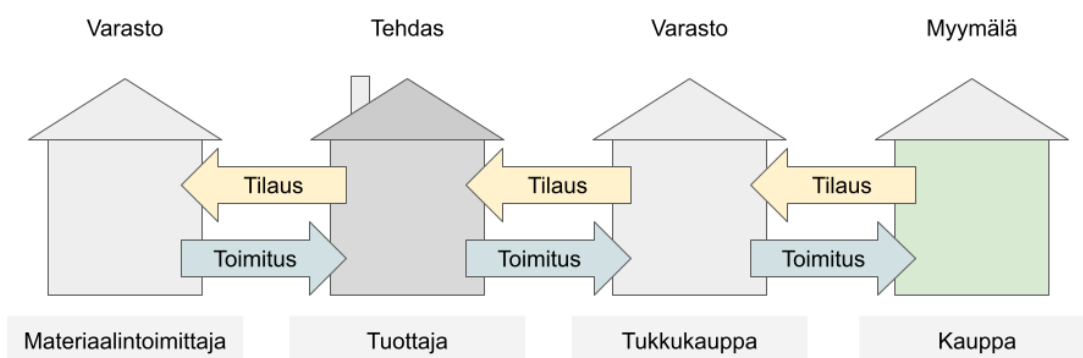 Varasto
Tehdas
Varasto
Myymälä
Tilaus
Tilaus
Tilaus
Toimitus
Toimitus
Toimitus
Materiaalintoimittaja
Tuottaja
Tukkukauppa
Kauppa